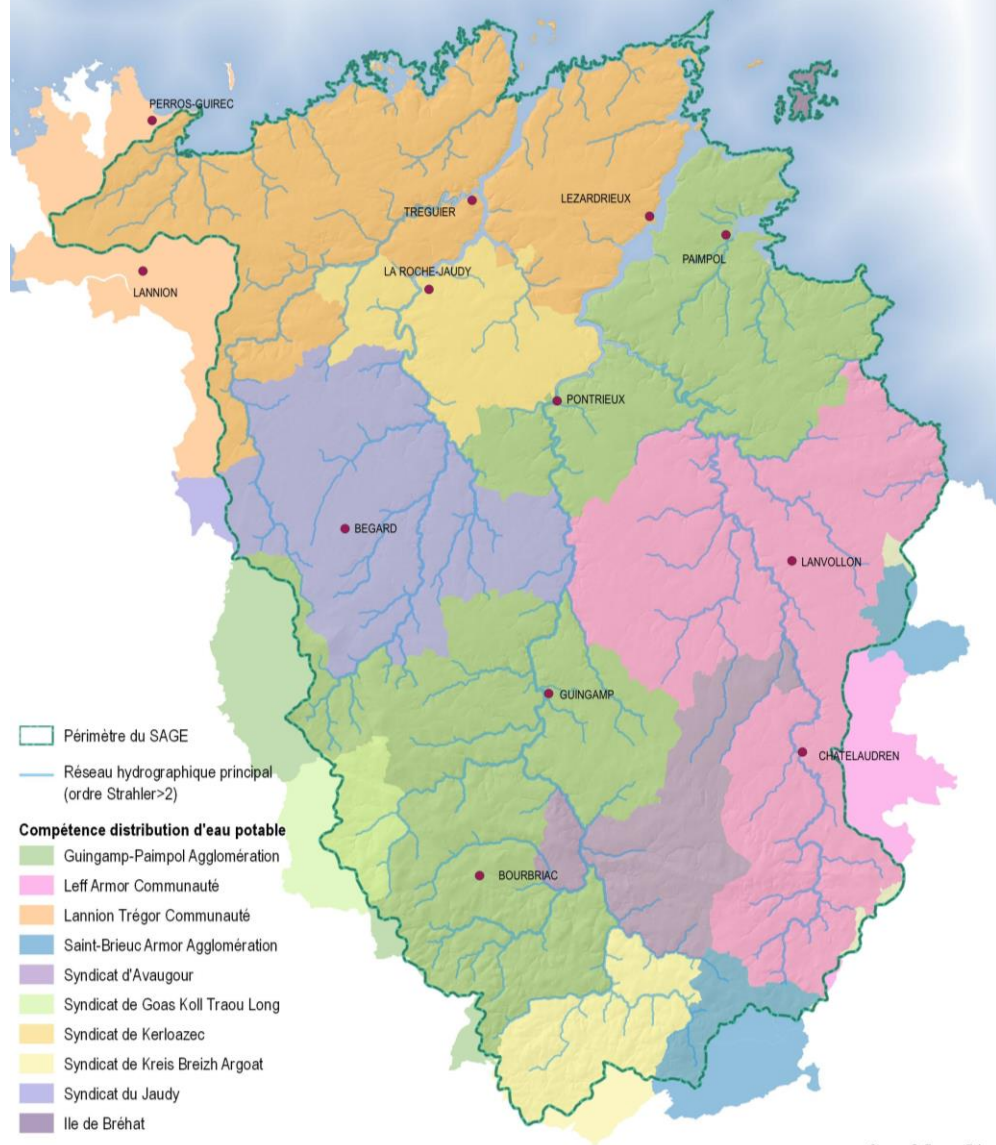 PERROS-GUIREC
TREGUIER
LEZARDRIEUX
PAIMPOL
LA ROCHE-JAUDY
LANNION
PONTRIEUX
BEGARD
LANVOLLON
GUINGAMP
CHATELAUDREN
BOURBRIAC
Périmètre du SAGE
Réseau hydrographique principal
(ordre Strahler>2)
Compétence distribution d'eau potable
Guingamp-Paimpol Agglomération
Leff Armor Communauté
Lannion Trégor Communauté
Saint-Brieuc Armor Agglomération
Syndicat d'Avaugour
Syndicat de Goas Koll Traou Long
Syndicat de Kerloazec
Syndicat de Kreis Breizh Argoat
Syndicat du Jaudy
Ile de Bréhat